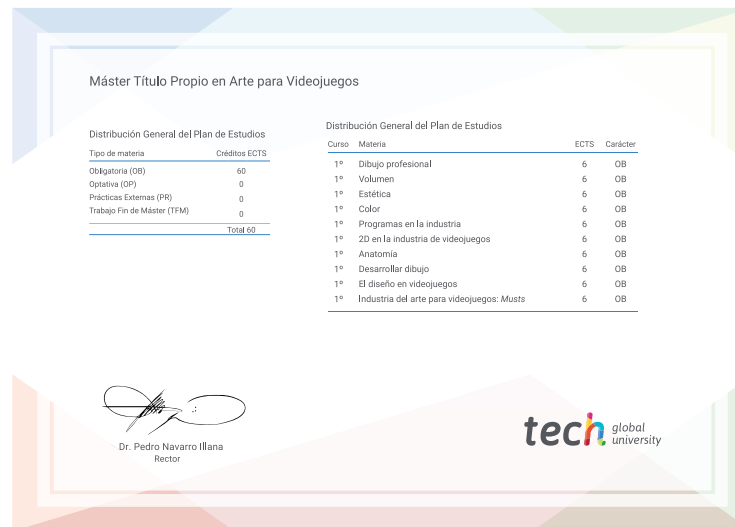 Máster Título Propio en Arte para Videojuegos
Distribución General del Plan de Estudios
Tipo de materia Créditos ECTS
Obligatoria (OB) 60
Optativa (OP) 0
Prácticas Externas (PR) 0
Trabajo Fin de Máster (TFM) 0
Total 60
Distribución General del Plan de Estudios
Curso Materia ECTS Carácter
1º Dibujo profesional 6 OB
1º Volumen 6 OB
1º Estética 6 OB
1º Color 6 OB
1º Programas en la industria 6 OB
1º 2D en la industria de videojuegos 6 OB
1º Anatomía 6 OB
1º Desarrollar dibujo 6 OB
1º El diseño en videojuegos 6 OB
1º Industria del arte para videojuegos: Musts 6 OB
Dr. Pedro Navarro Illana
Rector
tech global
university